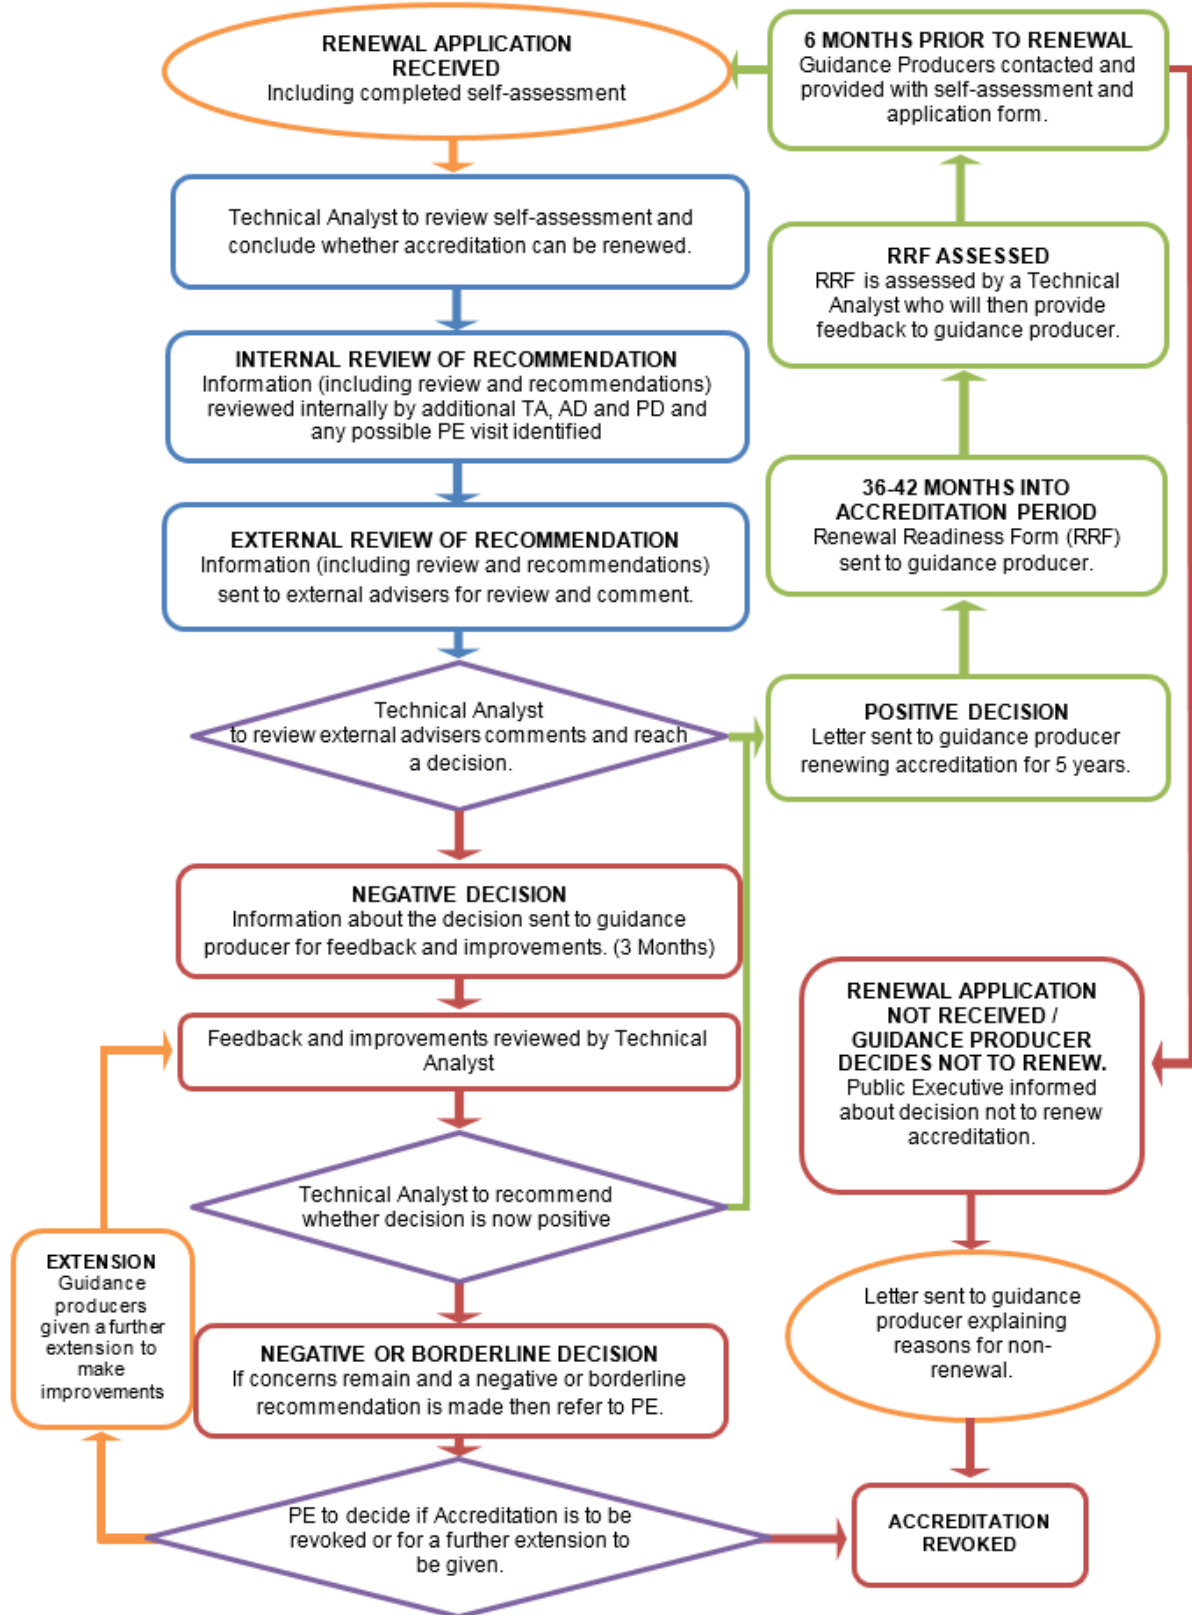 RENEWAL APPLICATION
RECEIVED
Including completed self-assessment
6 MONTHS PRIOR TO RENEWAL
Guidance Producers contacted and
provided with self-assessment and
application form.
Technical Analyst to review self-assessment and
conclude whether accreditation can be renewed.
RRF ASSESSED
RRF is assessed by a Technical
Analyst who will then provide
feedback to guidance producer.
INTERNAL REVIEW OF RECOMMENDATION
Information (including review and recommendations)
reviewed internally by additional TA, AD and PD and
any possible PE visit identified
36-42 MONTHS INTO
ACCREDITATION PERIOD
Renewal Readiness Form (RRF)
sent to guidance producer.
EXTERNAL REVIEW OF RECOMMENDATION
Information (including review and recommendations)
sent to external advisers for review and comment.
Technical Analyst
to review external advisers comments and reach
a decision.
POSITIVE DECISION
Letter sent to guidance producer
renewing accreditation for 5 years.
NEGATIVE DECISION
Information about the decision sent to guidance
producer for feedback and improvements. (3 Months)
Feedback and improvements reviewed by Technical
Analyst
RENEWAL APPLICATION
NOT RECEIVED /
GUIDANCE PRODUCER
DECIDES NOT TO RENEW.
Public Executive informed
about decision not to renew
accreditation.
Technical Analyst to recommend
whether decision is now positive
EXTENSION
Guidance
producers
given a further
extension to
make
improvements
Letter sent to guidance
producer explaining
reasons for non-
renewal.
NEGATIVE OR BORDERLINE DECISION
If concerns remain and a negative or borderline
recommendation is made then refer to PE.
PE to decide if Accreditation is to be
revoked or for a further extension to
be given.
ACCREDITATION
REVOKED